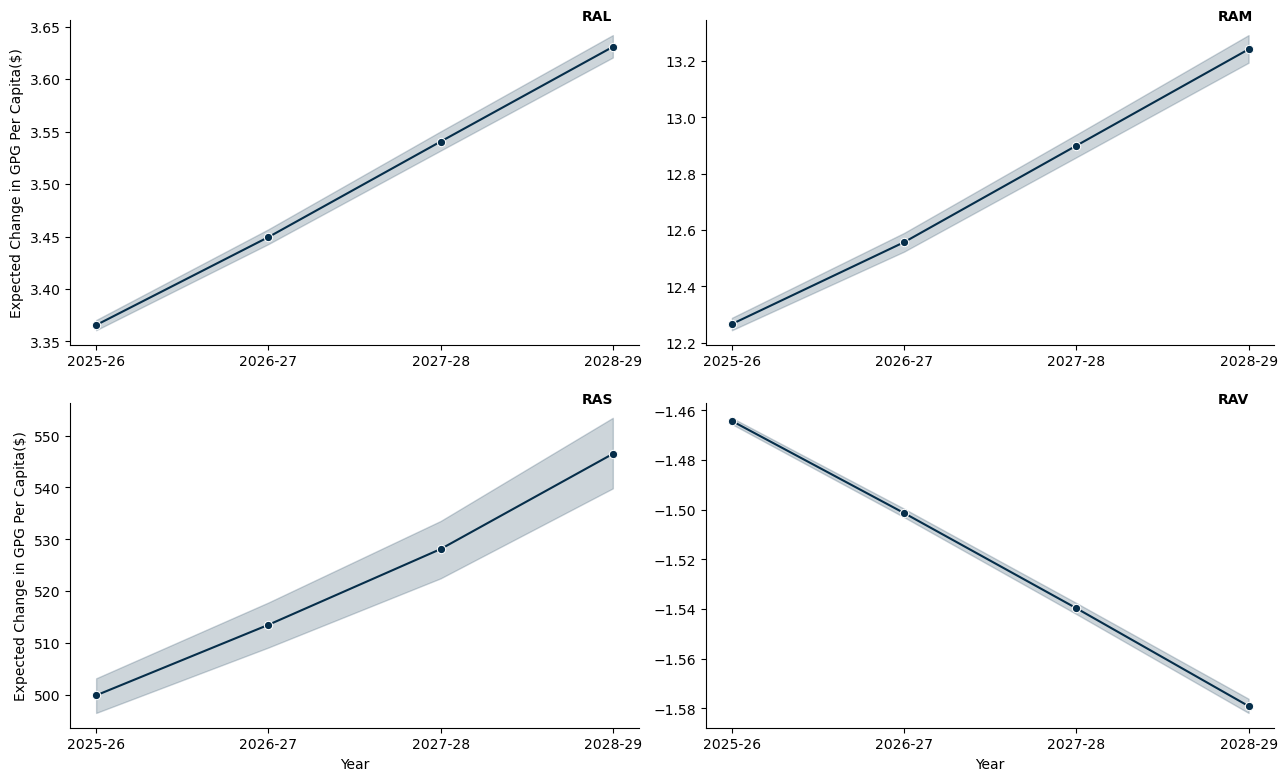 RAL
3.65
3.60
3.55
3.50
3.45
3.40
3.35
Expected Change in GPG Per Capita($)
2025-26 2026-27 2027-28 2028-29
RAM
13.2
13.0
12.8
12.6
12.4
12.2
2025-26 2026-27 2027-28 2028-29
RAS
550
540
530
520
510
500
Expected Change in GPG Per Capita($)
2025-26 2026-27 2027-28 2028-29
Year
RAV
−1.46
−1.48
−1.50
−1.52
−1.54
−1.56
−1.58
2025-26 2026-27 2027-28 2028-29
Year